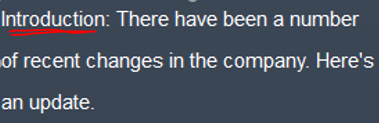 Introduction: There have been a number
of recent changes in the company. Here's
an update.